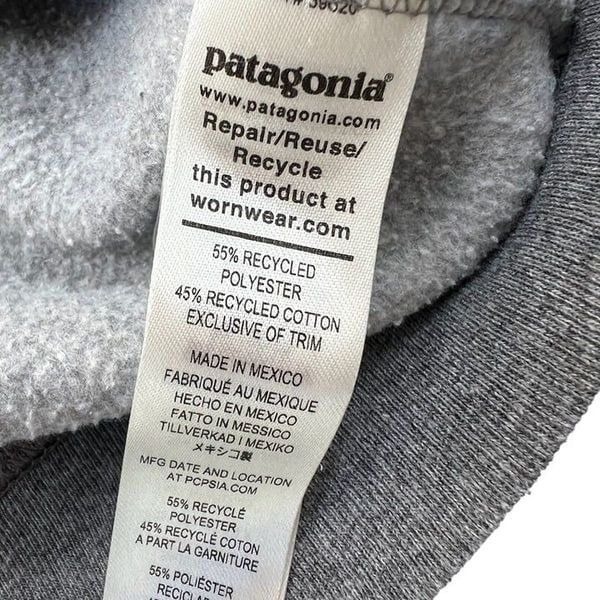 patagonia®
www.patagonia.com
Repair/Reuse/
Recycle
this product at
wornwear.com
55% RECYCLED
POLYESTER
45% RECYCLED COTTON
EXCLUSIVE OF TRIM
MADE IN MEXICO
FABRIQUÉ AU MEXIQUE
HECHO EN MÉXICO
FATTO IN MESSICO
TILLVERKAD I MEXIKO
メキシコ製
MFG DATE AND LOCATION
AT PCPSIA.COM
55% RECYCLÉ
POLYESTER
45% RECYCLÉ COTON
A PART LA GARNITURE
55% POLIÉSTER